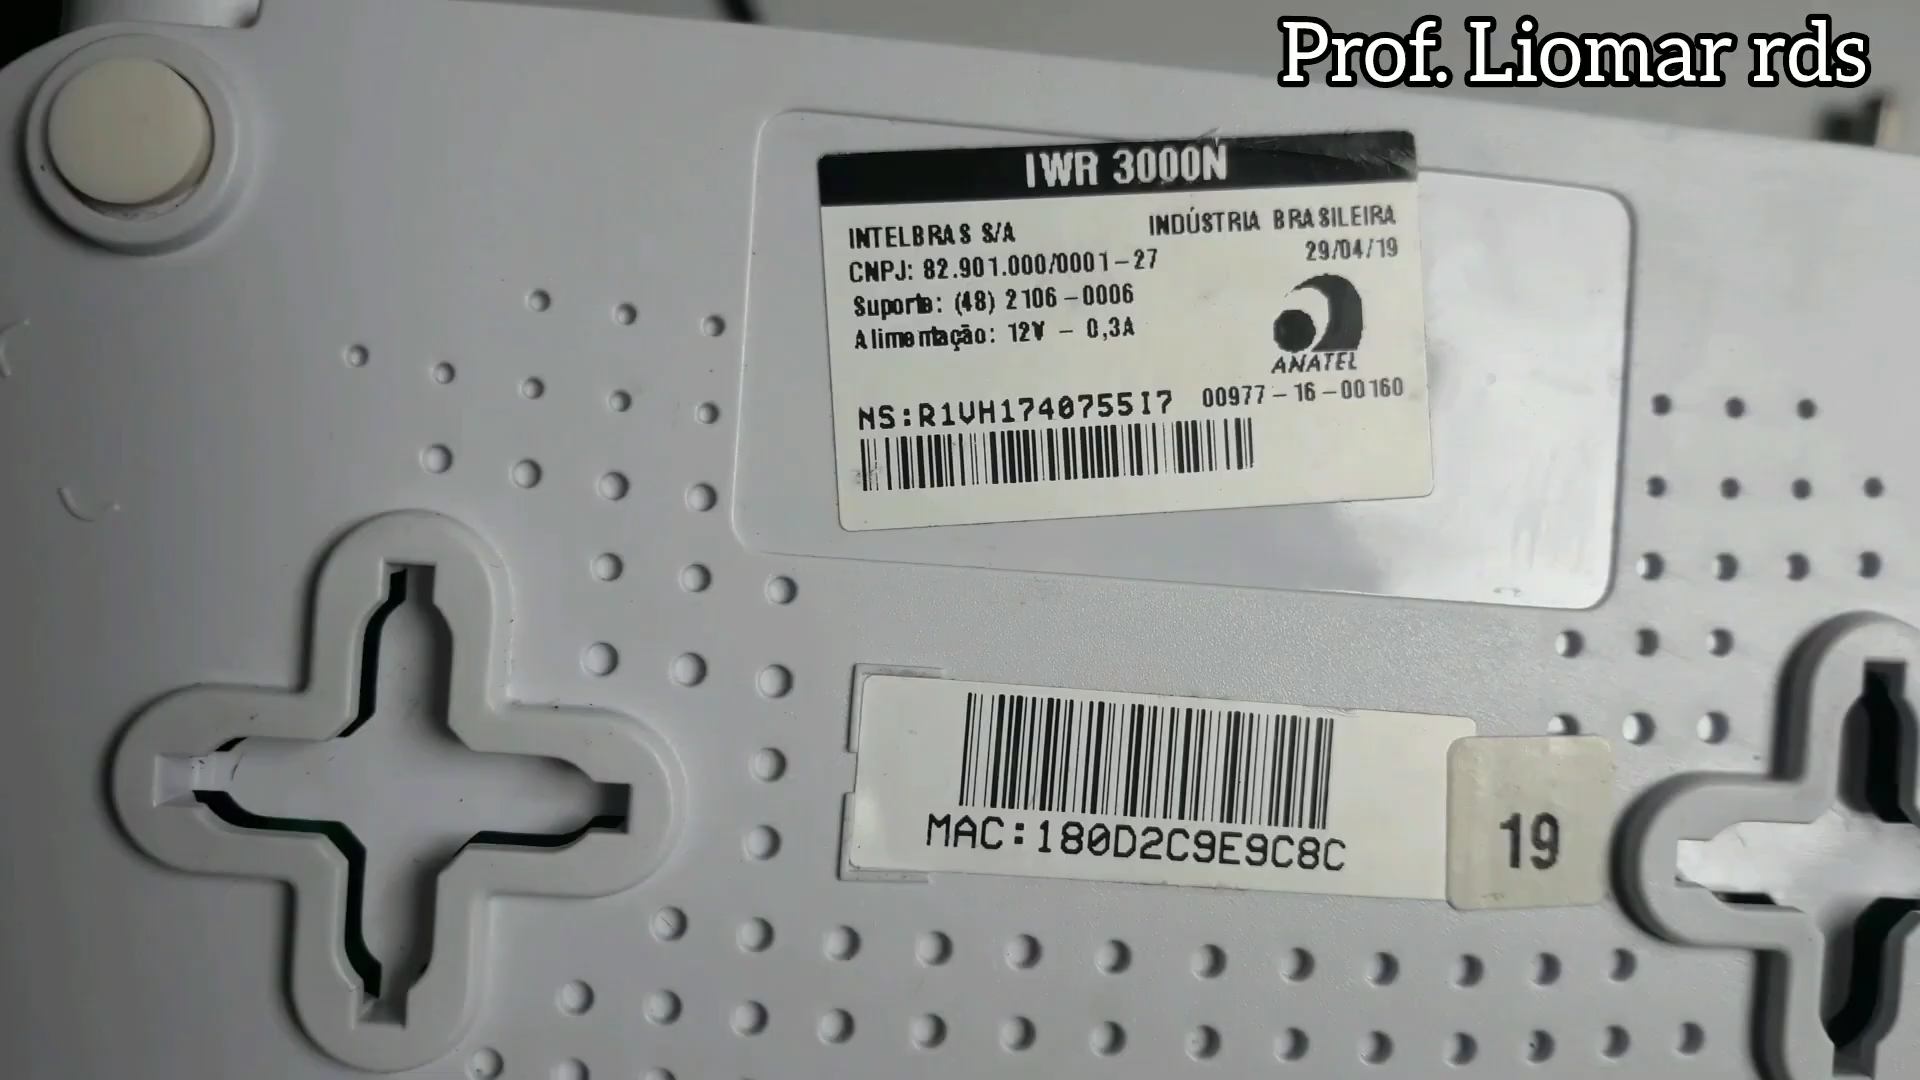 Prof. Liomar rds
IWR 3000N
INTELBRAS S/A
INDÚSTRIA BRASILEIRA
CNPJ: 82.901.000/0001-27
29/04/19
Suporte: (48) 2106-0006
Alimentação: 12V - 0,3A
ANATEL
NS:R1VH1740755I7
00977-16-00160
MAC:180D2C9E9C8C
19